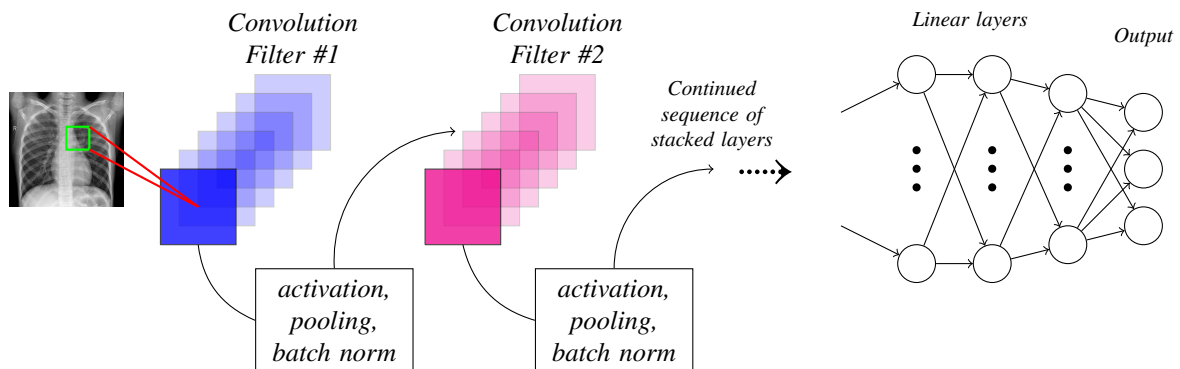 Convolution
Filter #1
Convolution
Filter #2
Continued
sequence of
stacked layers
Linear layers
Output
activation,
pooling,
batch norm
activation,
pooling,
batch norm